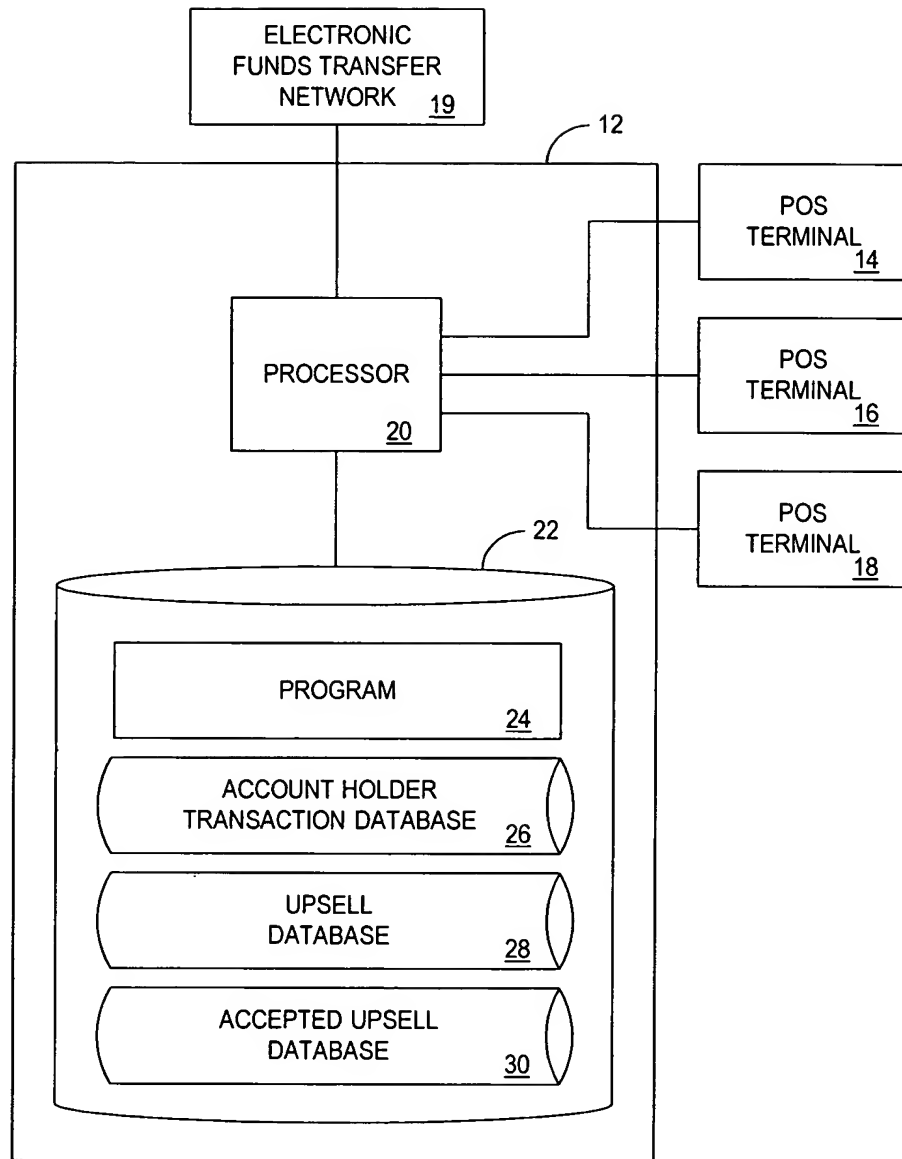 ELECTRONIC
FUNDS TRANSFER
NETWORK 19
12
POS
TERMINAL 14
PROCESSOR
20
POS
TERMINAL 16
POS
TERMINAL 18
22
PROGRAM
24
ACCOUNT HOLDER
TRANSACTION DATABASE 26
UPSELL
DATABASE 28
ACCEPTED UPSELL
DATABASE 30